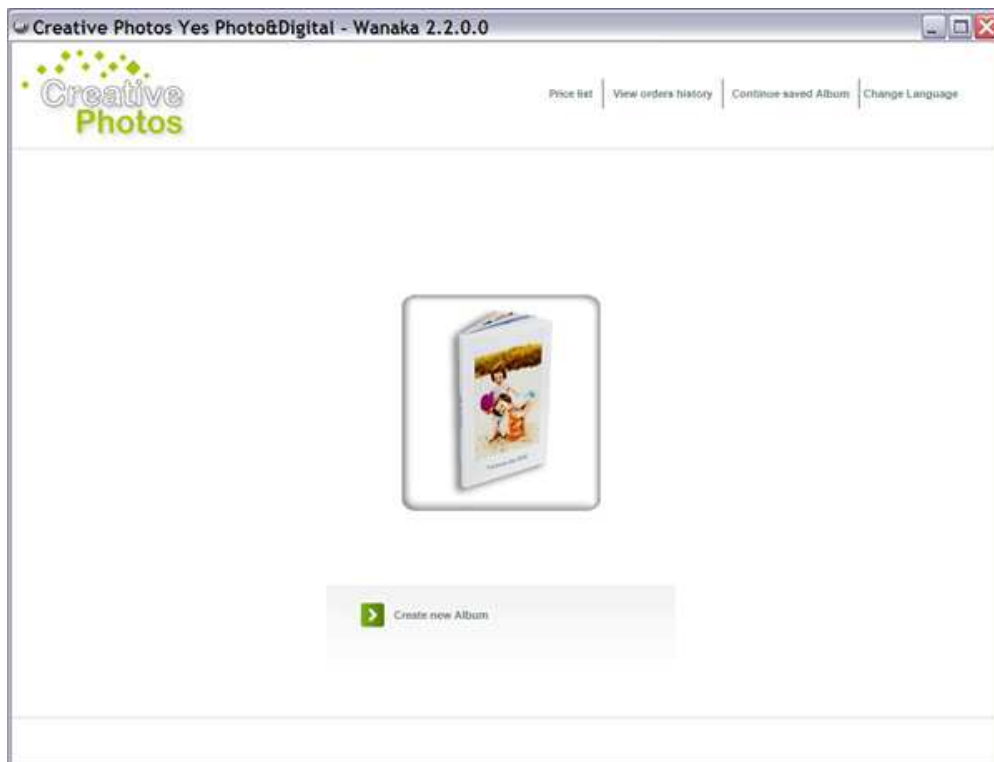 Creative Photos Yes Photo&Digital - Wanaka 2.2.0.0
Creative
Photos
Price list View orders history Continue saved Album Change Language
Create new Album